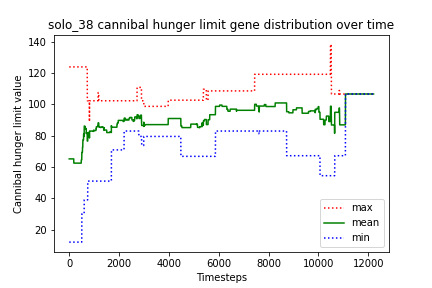 solo_38 cannibal hunger limit gene distribution over time
Cannibal hunger limit value
140
120
100
80
60
40
20
max
mean
min
0
2000
4000
6000
8000
10000
12000
Timesteps